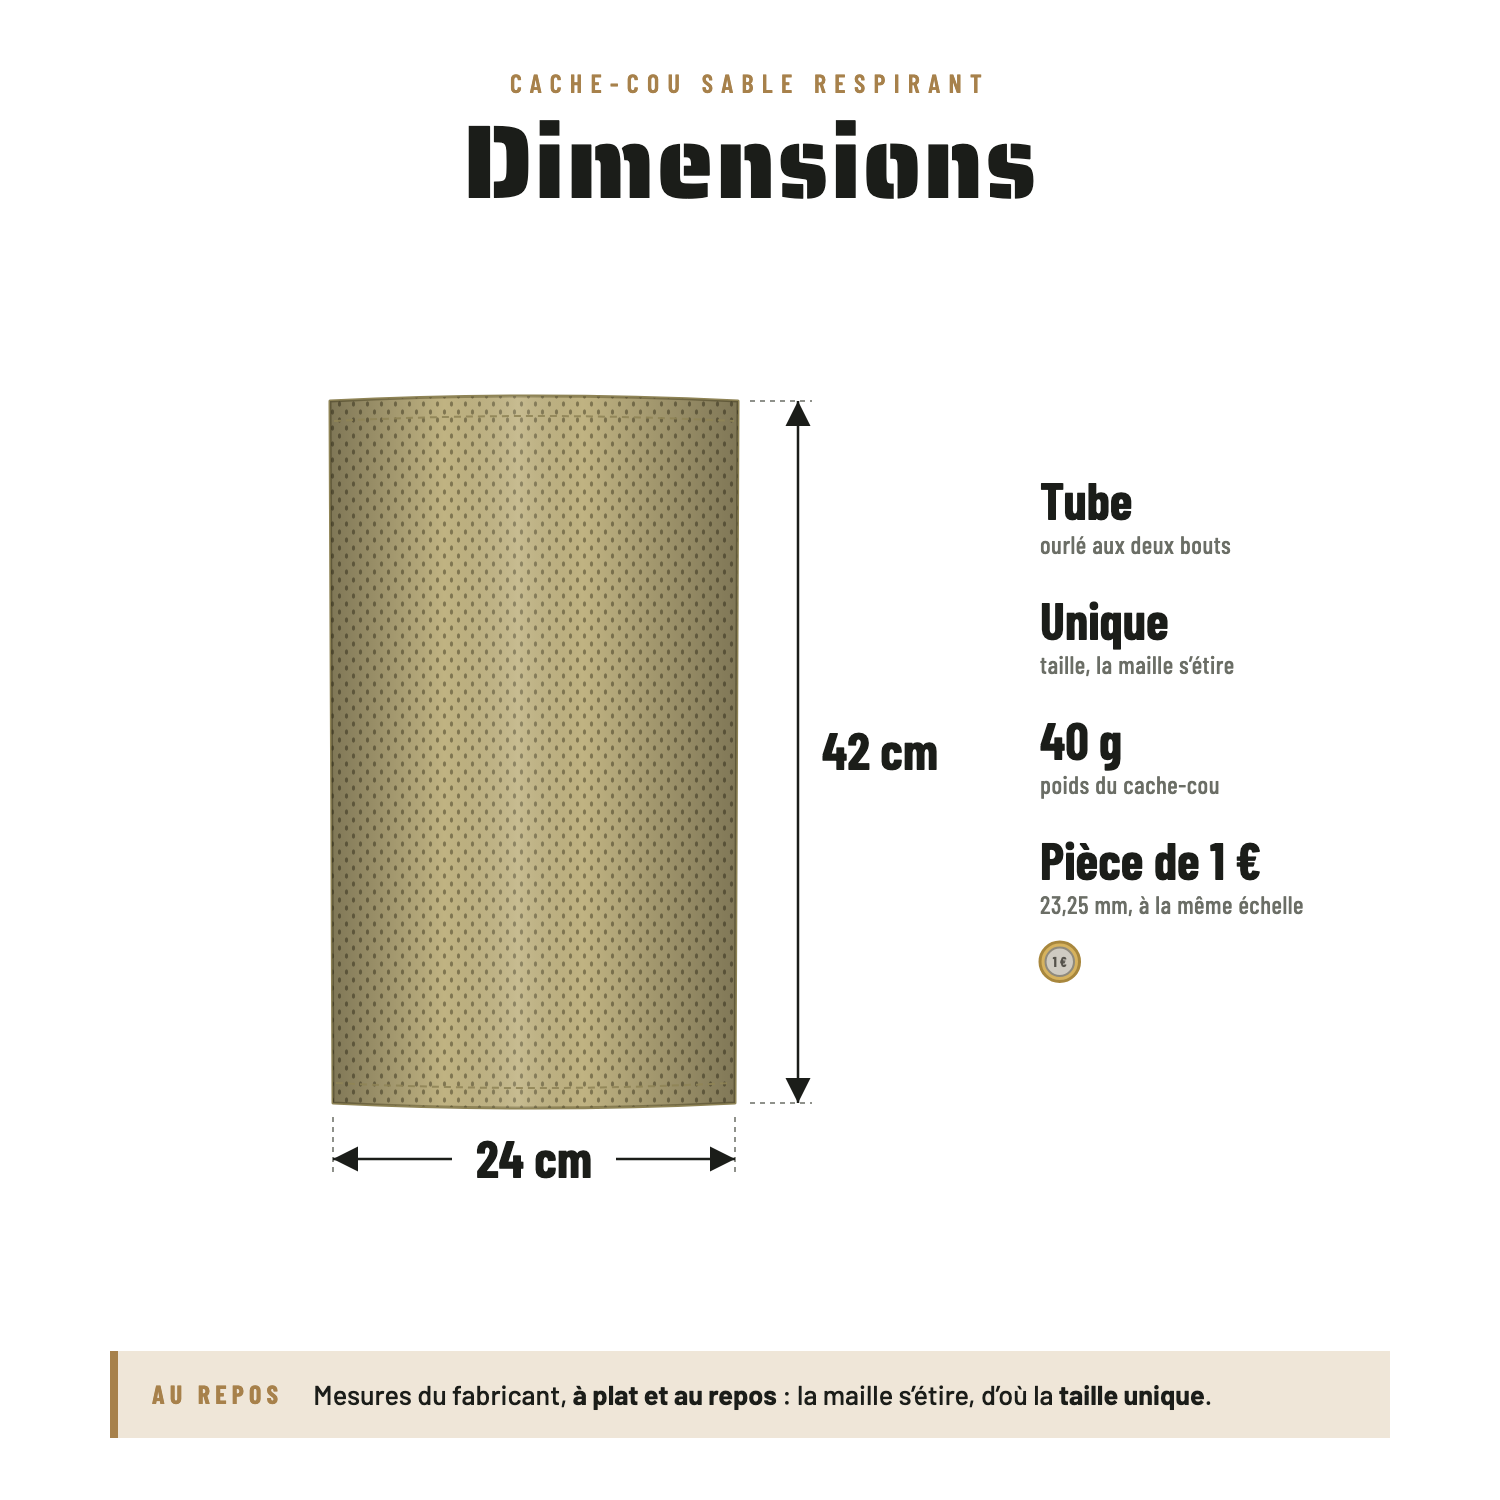 CACHE-COU SABLE RESPIRANT
Dimensions
Tube
ourlé aux deux bouts
Unique
taille, la maille s’étire
42 cm
40 g
poids du cache-cou
Pièce de 1 €
23,25 mm, à la même échelle
1 €
24 cm
AU REPOS Mesures du fabricant, à plat et au repos : la maille s’étire, d’où la taille unique.